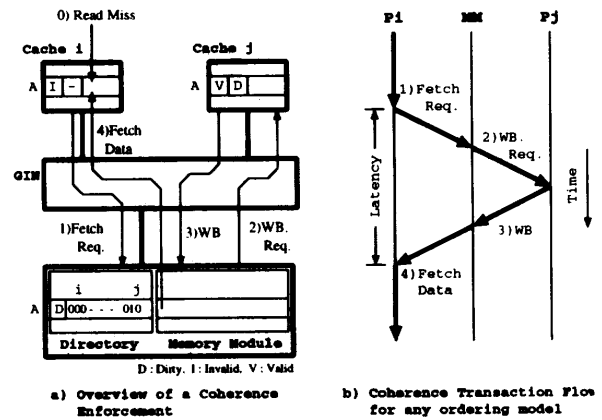 0) Read Miss
Cache i
Cache j
A
I
-
A
V
D
4)Fetch
Data
GIN
1)Fetch
Req.
3)WB
2)WB.
Req.
i
j
A
D
000--- 010
Directory
Memory Module
D : Dirty, I : Invalid, V : Valid
a) Overview of a Coherence
Enforcement
Pi
MM
Pj
1)Fetch
Req.
2)WB.
Req.
Latency
Time
3)WB
4)Fetch
Data
b) Coherence Transaction Flow
for any ordering model